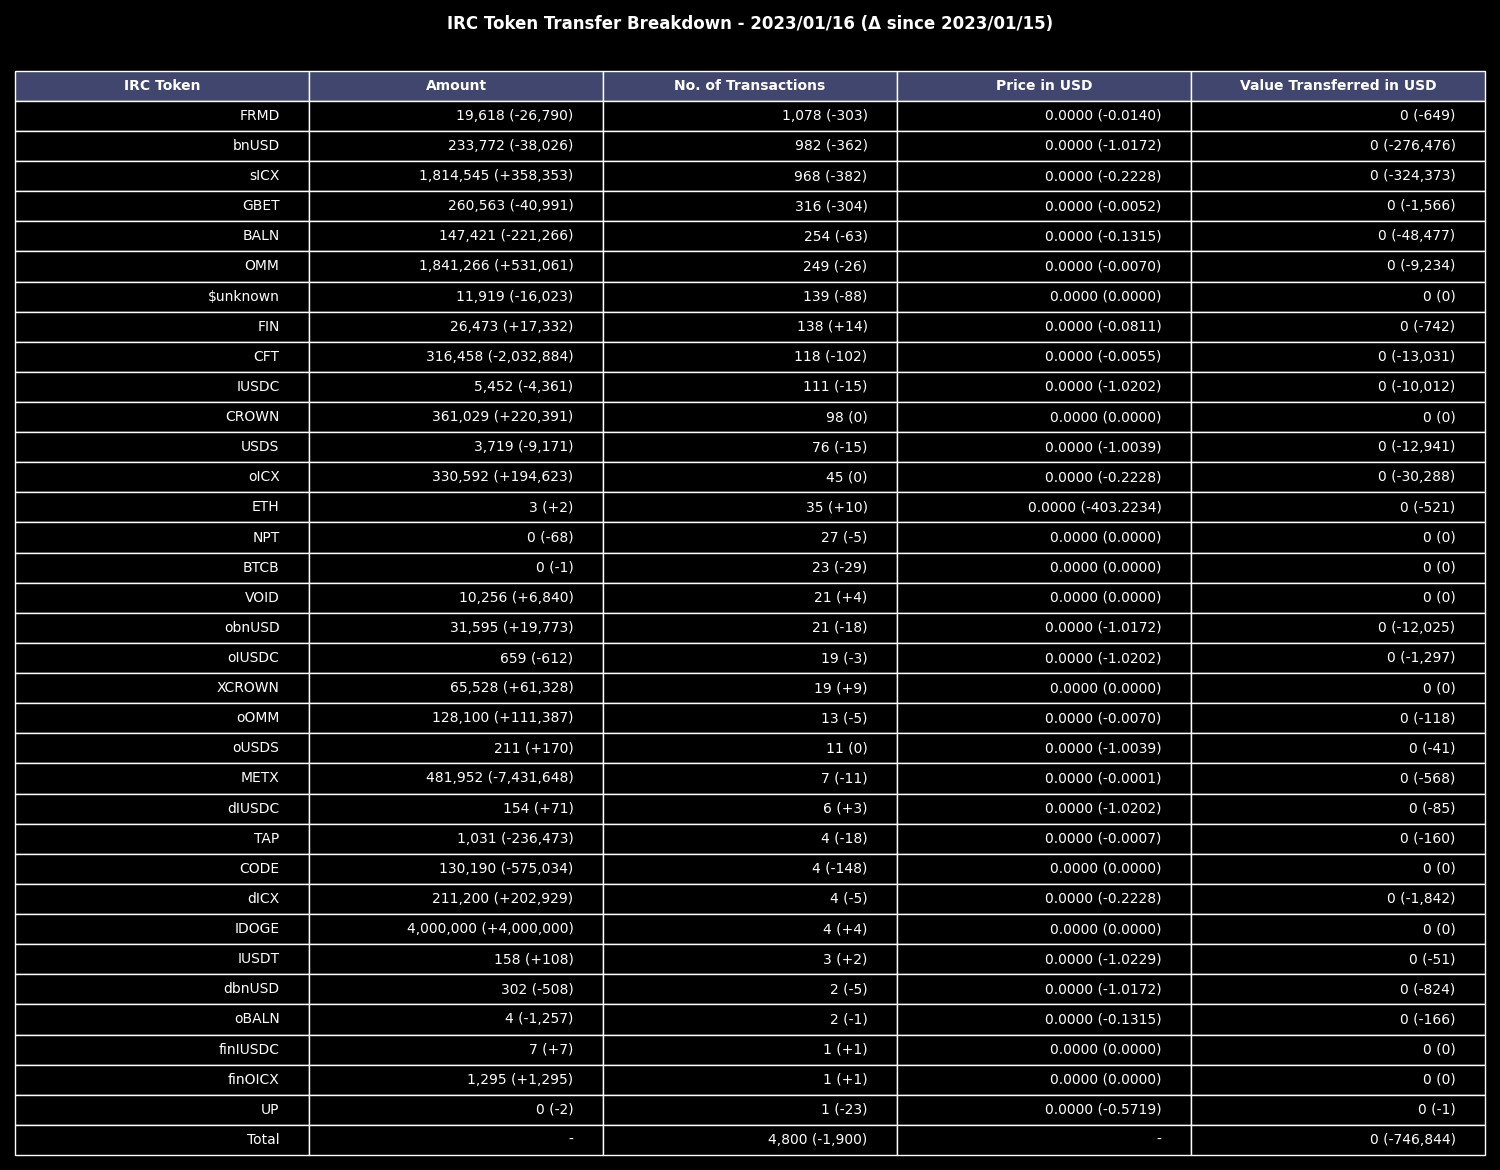 IRC Token Transfer Breakdown - 2023/01/16 (Δ since 2023/01/15)
IRC Token Amount No. of Transactions Price in USD Value Transferred in USD
FRMD 19,618 (-26,790) 1,078 (-303) 0.0000 (-0.0140) 0 (-649)
bnUSD 233,772 (-38,026) 982 (-362) 0.0000 (-1.0172) 0 (-276,476)
sICX 1,814,545 (+358,353) 968 (-382) 0.0000 (-0.2228) 0 (-324,373)
GBET 260,563 (-40,991) 316 (-304) 0.0000 (-0.0052) 0 (-1,566)
BALN 147,421 (-221,266) 254 (-63) 0.0000 (-0.1315) 0 (-48,477)
OMM 1,841,266 (+531,061) 249 (-26) 0.0000 (-0.0070) 0 (-9,234)
$unknown 11,919 (-16,023) 139 (-88) 0.0000 (0.0000) 0 (0)
FIN 26,473 (+17,332) 138 (+14) 0.0000 (-0.0811) 0 (-742)
CFT 316,458 (-2,032,884) 118 (-102) 0.0000 (-0.0055) 0 (-13,031)
IUSDC 5,452 (-4,361) 111 (-15) 0.0000 (-1.0202) 0 (-10,012)
CROWN 361,029 (+220,391) 98 (0) 0.0000 (0.0000) 0 (0)
USDS 3,719 (-9,171) 76 (-15) 0.0000 (-1.0039) 0 (-12,941)
oICX 330,592 (+194,623) 45 (0) 0.0000 (-0.2228) 0 (-30,288)
ETH 3 (+2) 35 (+10) 0.0000 (-403.2234) 0 (-521)
NPT 0 (-68) 27 (-5) 0.0000 (0.0000) 0 (0)
BTCB 0 (-1) 23 (-29) 0.0000 (0.0000) 0 (0)
VOID 10,256 (+6,840) 21 (+4) 0.0000 (0.0000) 0 (0)
obnUSD 31,595 (+19,773) 21 (-18) 0.0000 (-1.0172) 0 (-12,025)
oIUSDC 659 (-612) 19 (-3) 0.0000 (-1.0202) 0 (-1,297)
XCROWN 65,528 (+61,328) 19 (+9) 0.0000 (0.0000) 0 (0)
oOMM 128,100 (+111,387) 13 (-5) 0.0000 (-0.0070) 0 (-118)
oUSDS 211 (+170) 11 (0) 0.0000 (-1.0039) 0 (-41)
METX 481,952 (-7,431,648) 7 (-11) 0.0000 (-0.0001) 0 (-568)
dIUSDC 154 (+71) 6 (+3) 0.0000 (-1.0202) 0 (-85)
TAP 1,031 (-236,473) 4 (-18) 0.0000 (-0.0007) 0 (-160)
CODE 130,190 (-575,034) 4 (-148) 0.0000 (0.0000) 0 (0)
dICX 211,200 (+202,929) 4 (-5) 0.0000 (-0.2228) 0 (-1,842)
IDOGE 4,000,000 (+4,000,000) 4 (+4) 0.0000 (0.0000) 0 (0)
IUSDT 158 (+108) 3 (+2) 0.0000 (-1.0229) 0 (-51)
dbnUSD 302 (-508) 2 (-5) 0.0000 (-1.0172) 0 (-824)
oBALN 4 (-1,257) 2 (-1) 0.0000 (-0.1315) 0 (-166)
finIUSDC 7 (+7) 1 (+1) 0.0000 (0.0000) 0 (0)
finOICX 1,295 (+1,295) 1 (+1) 0.0000 (0.0000) 0 (0)
UP 0 (-2) 1 (-23) 0.0000 (-0.5719) 0 (-1)
Total - 4,800 (-1,900) - 0 (-746,844)